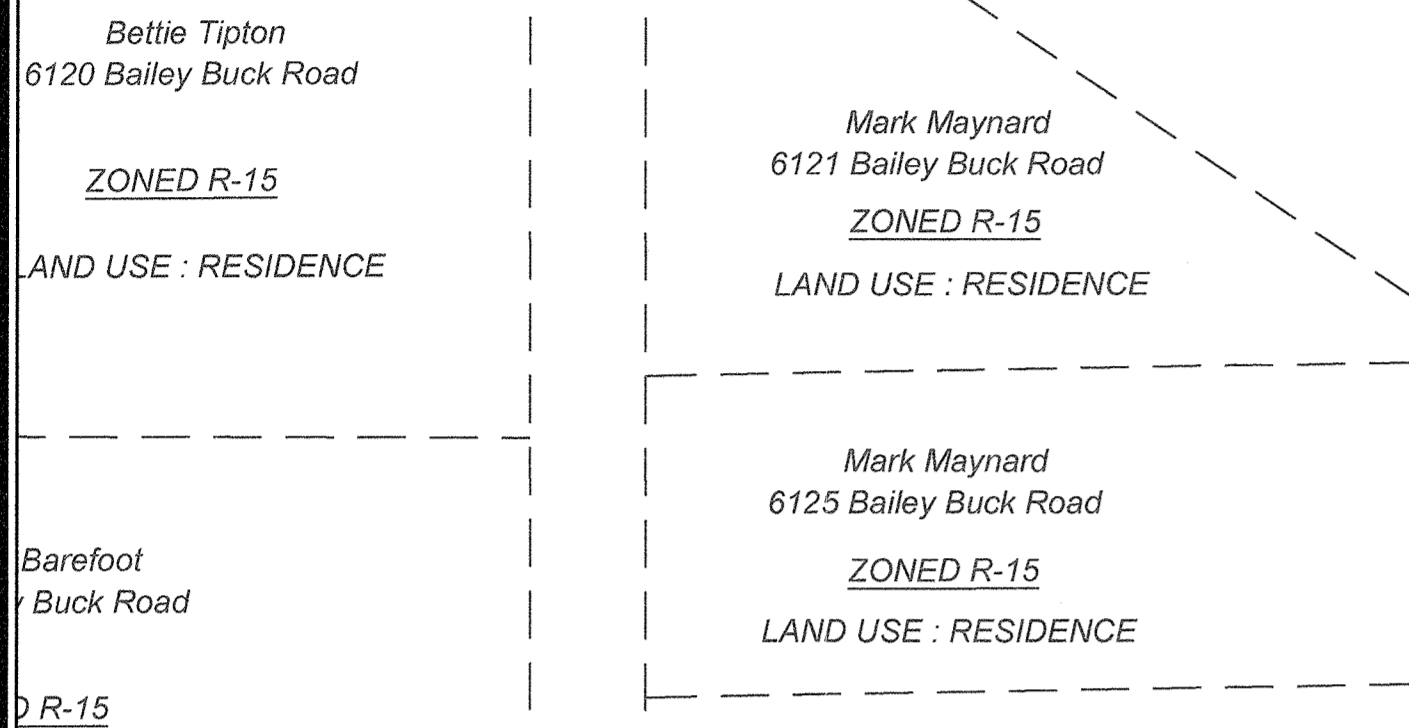 Bettie Tipton
6120 Bailey Buck Road
ZONED R-15
LAND USE : RESIDENCE
Barefoot
Buck Road
R-15
Mark Maynard
6121 Bailey Buck Road
ZONED R-15
LAND USE : RESIDENCE
Mark Maynard
6125 Bailey Buck Road
ZONED R-15
LAND USE : RESIDENCE